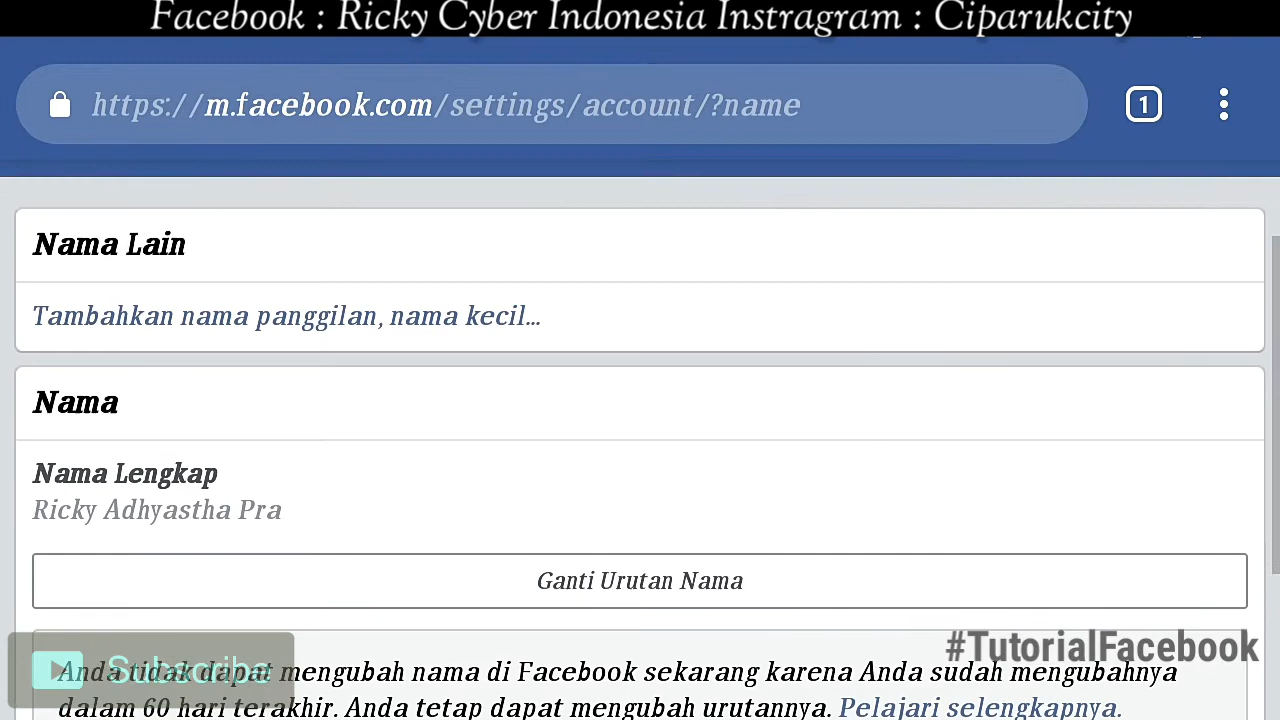 Facebook : Ricky Cyber Indonesia Instragram : Ciparukcity
https://m.facebook.com/settings/account/?name
1
Nama Lain
Tambahkan nama panggilan, nama kecil...
Nama
Nama Lengkap
Ricky Adhyastha Pra
Ganti Urutan Nama
#TutorialFacebook
Subscribe
Anda tidak dapat mengubah nama di Facebook sekarang karena Anda sudah mengubahnya
dalam 60 hari terakhir. Anda tetap dapat mengubah urutannya. Pelajari selengkapnya.